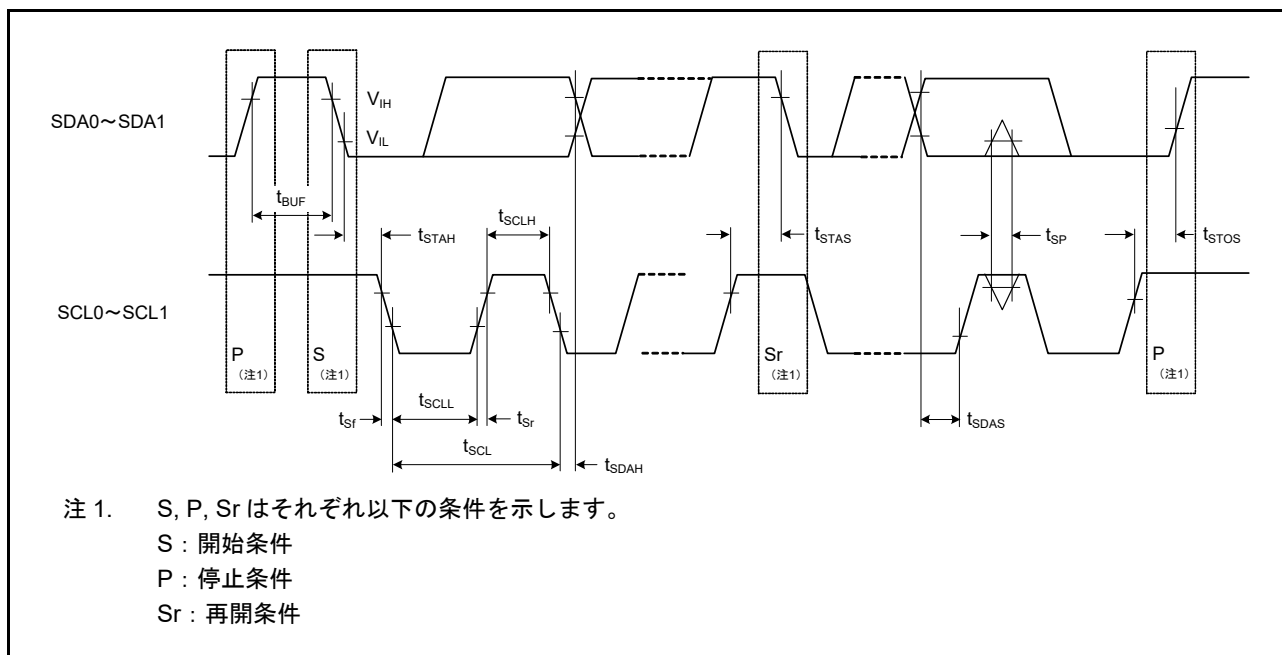 SDA0～SDA1
V_IH
V_IL
t_BUF
t_STAH
t_SCLH
t_STAS
t_SP
t_STOS
SCL0～SCL1
P
（注1）
S
（注1）
Sr
（注1）
P
（注1）
t_Sf
t_SCLL
t_Sr
t_SDAS
t_SCL
t_SDAH
注 1. S, P, Sr はそれぞれ以下の条件を示します。
S：開始条件
P：停止条件
Sr：再開条件